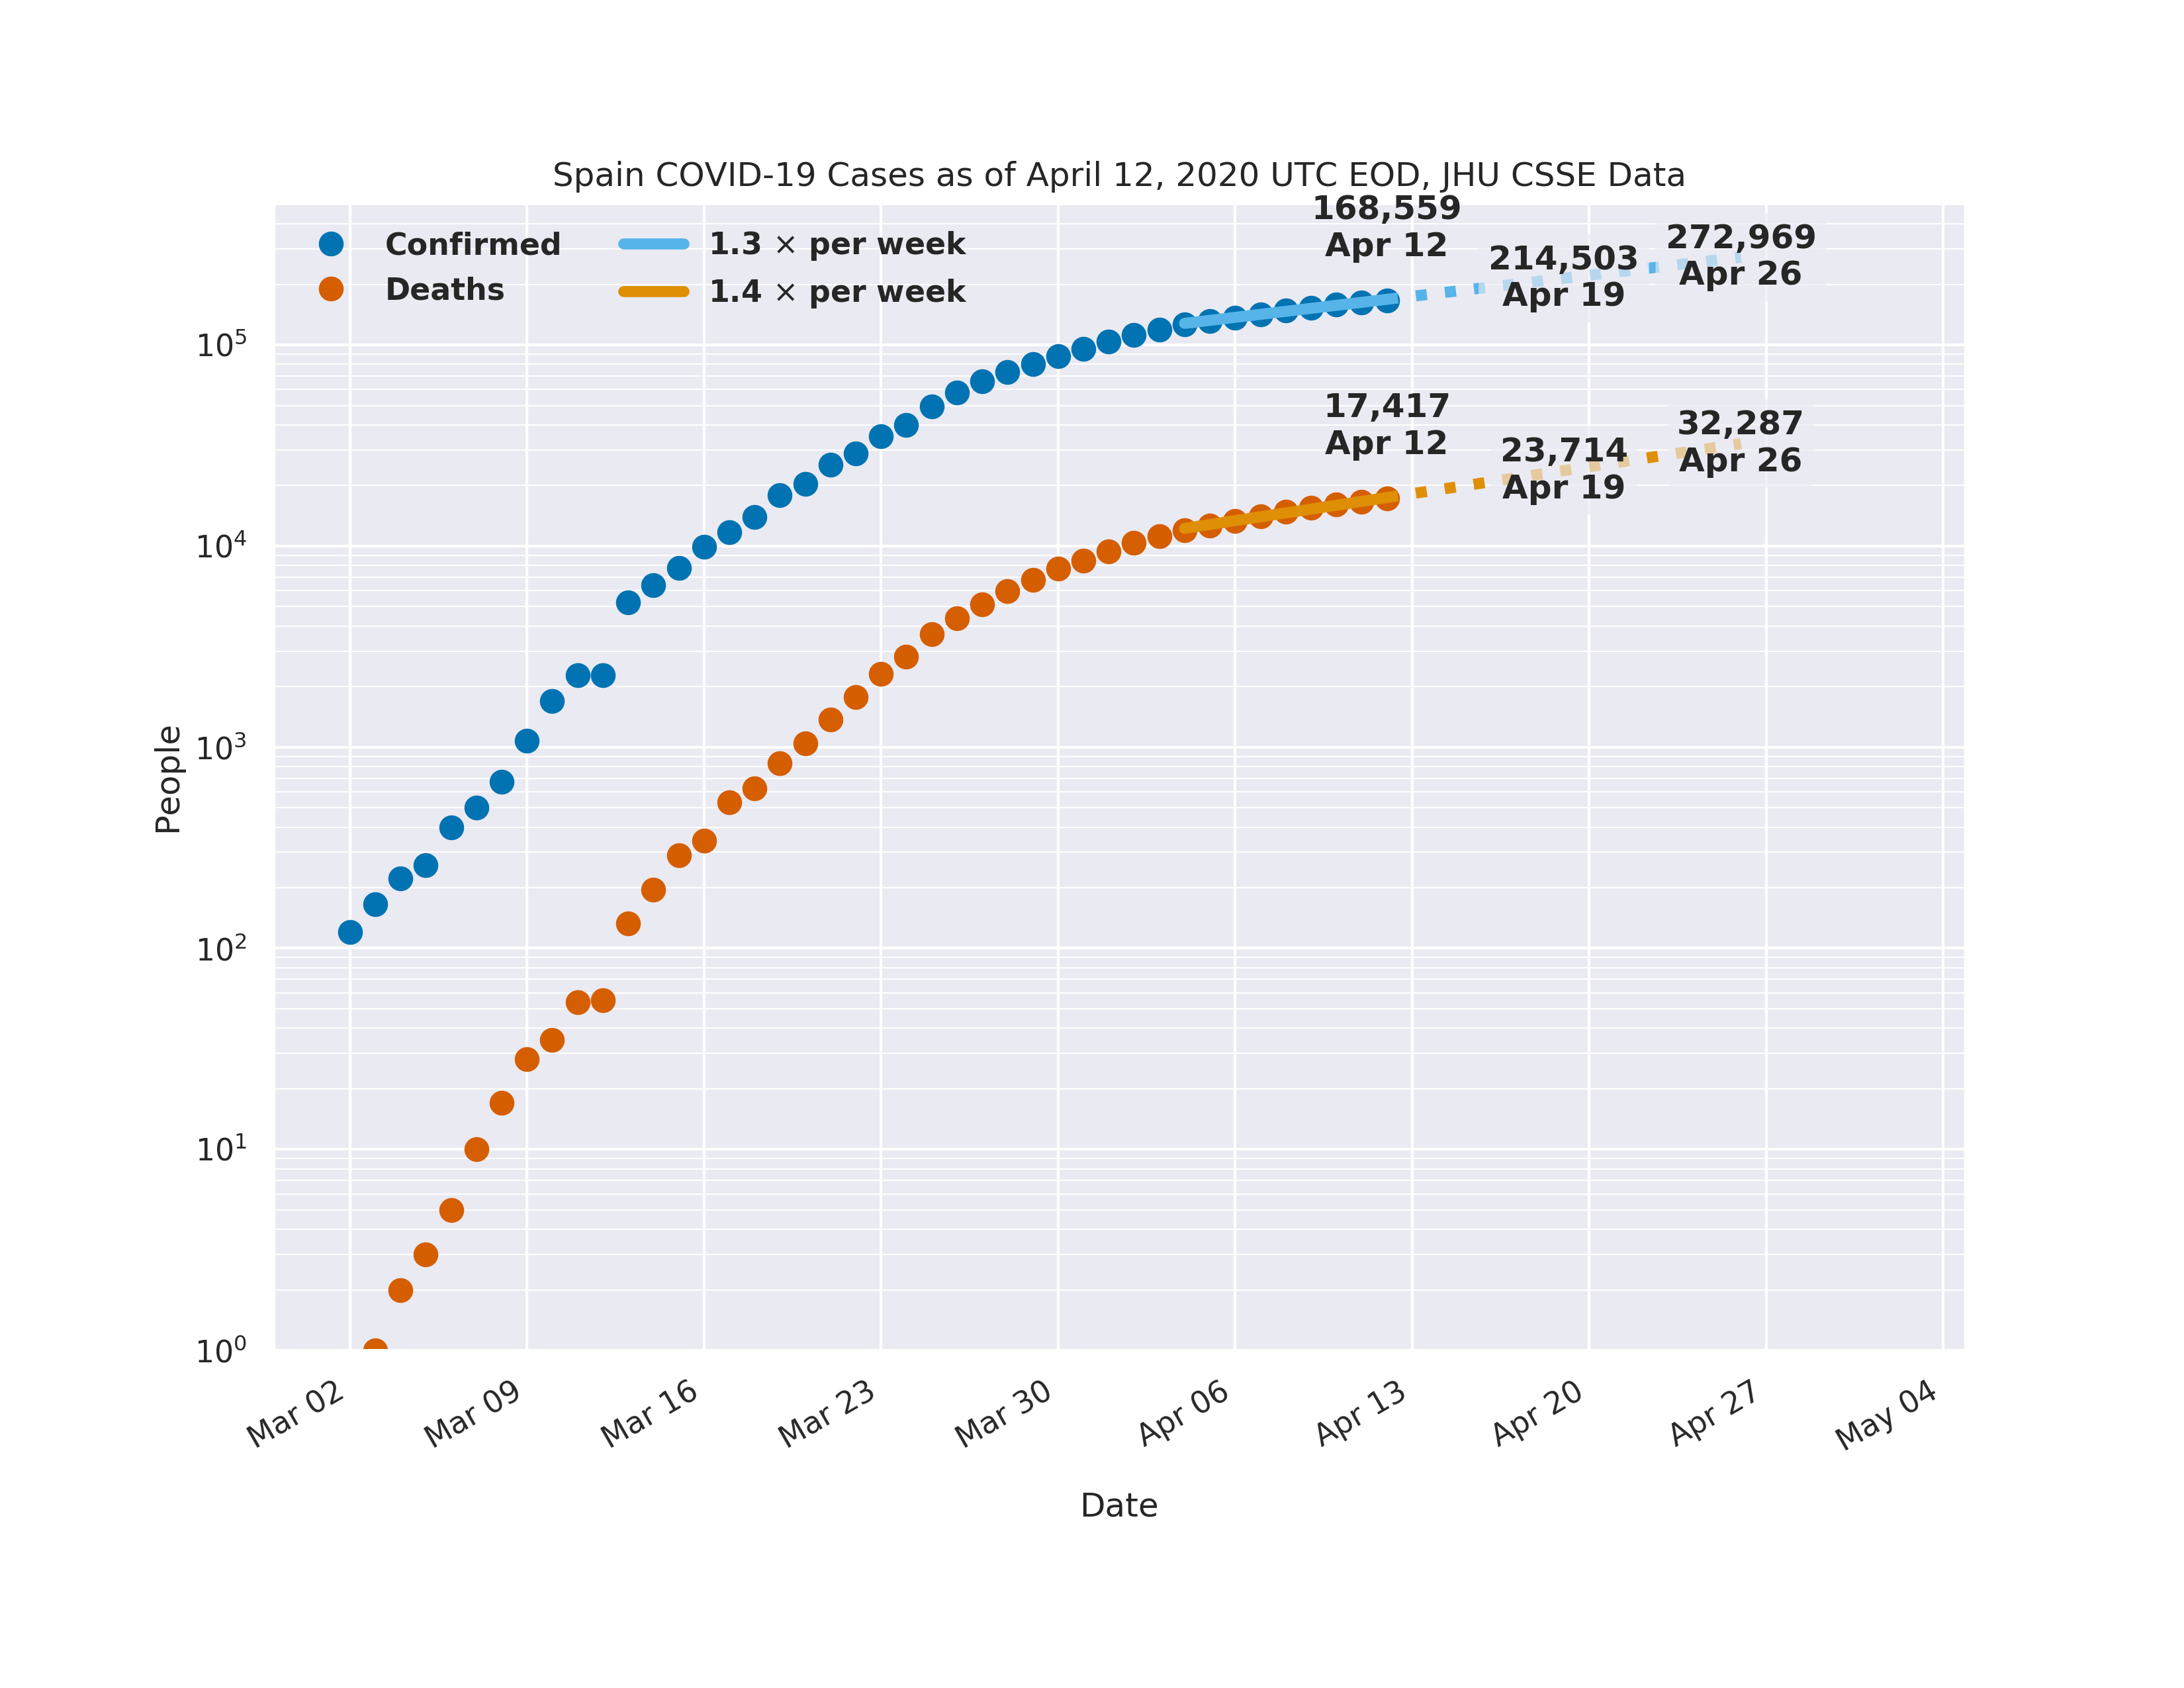 Spain COVID-19 Cases as of April 12, 2020 UTC EOD, JHU CSSE Data
Confirmed
Deaths
1.3 × per week
1.4 × per week
168,559
Apr 12
214,503
Apr 19
272,969
Apr 26
17,417
Apr 12
23,714
Apr 19
32,287
Apr 26
People
10⁵
10⁴
10³
10²
10¹
10⁰
Mar 02
Mar 09
Mar 16
Mar 23
Mar 30
Apr 06
Apr 13
Apr 20
Apr 27
May 04
Date